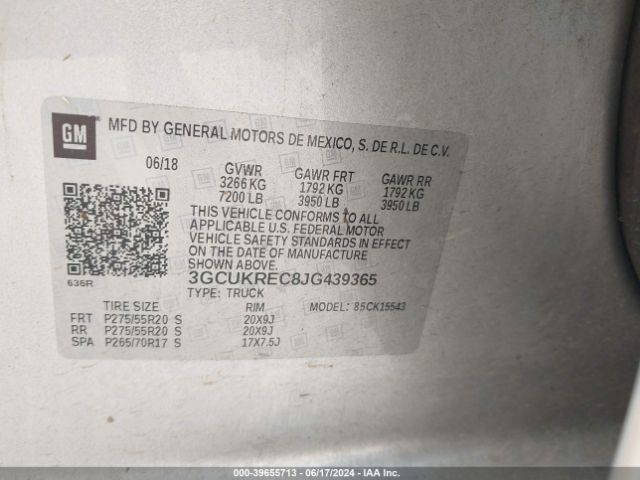 GM
MFD BY GENERAL MOTORS DE MEXICO, S. DE R.L. DE C.V.
06/18 GVWR GAWR FRT GAWR RR
3266 KG 1792 KG 1792 KG
7200 LB 3950 LB 3950 LB
THIS VEHICLE CONFORMS TO ALL
APPLICABLE U.S. FEDERAL MOTOR
VEHICLE SAFETY STANDARDS IN EFFECT
ON THE DATE OF MANUFACTURE
SHOWN ABOVE.
636R
3GCUKREC8JG439365
TYPE: TRUCK MODEL: 85CK15543
TIRE SIZE RIM
FRT P275/55R20 S 20X9J
RR P275/55R20 S 20X9J
SPA P265/70R17 S 17X7.5J
000-39655713 - 06/17/2024 - IAA Inc.